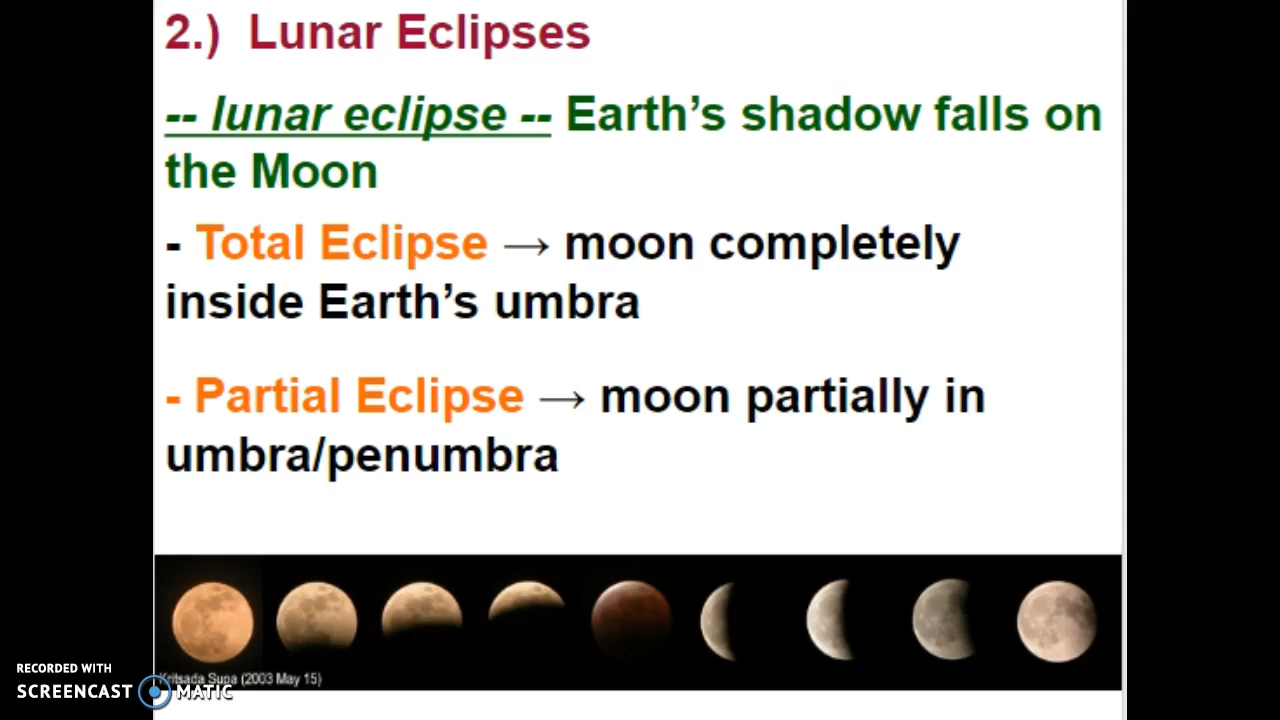 2.) Lunar Eclipses
-- lunar eclipse -- Earth’s shadow falls on
the Moon
- Total Eclipse → moon completely
inside Earth’s umbra
- Partial Eclipse → moon partially in
umbra/penumbra
Kritsada Supa (2003 May 15)
RECORDED WITH
SCREENCAST MATIC